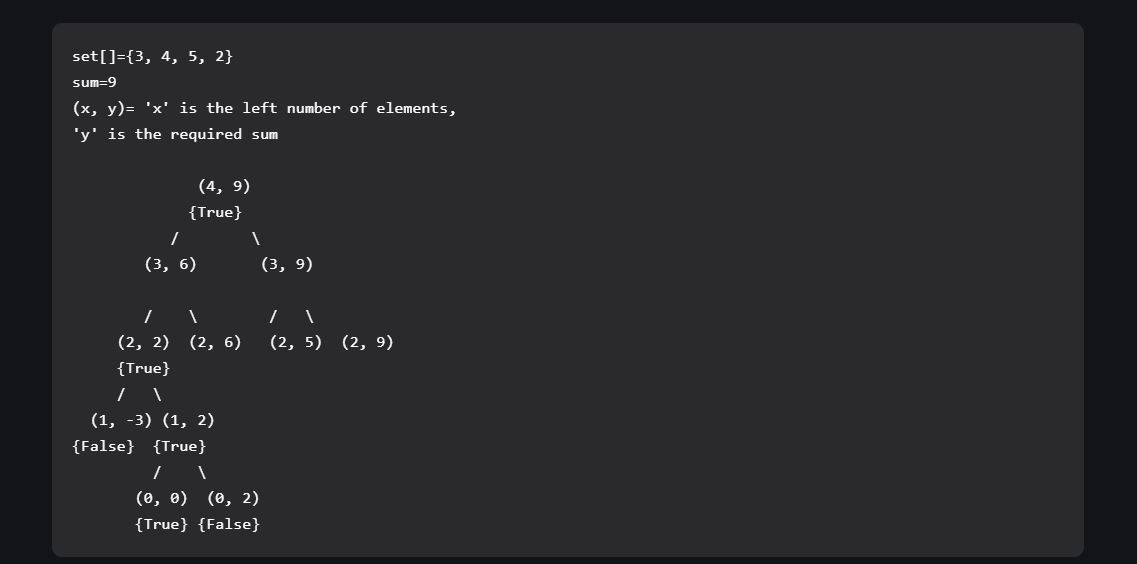 set[]={3, 4, 5, 2}
sum=9
(x, y)= 'x' is the left number of elements,
'y' is the required sum
(4, 9)
{True}
/ \
(3, 6) (3, 9)
/ \ / \
(2, 2) (2, 6) (2, 5) (2, 9)
{True}
/ \
(1, -3) (1, 2)
{False} {True}
/ \
(0, 0) (0, 2)
{True} {False}